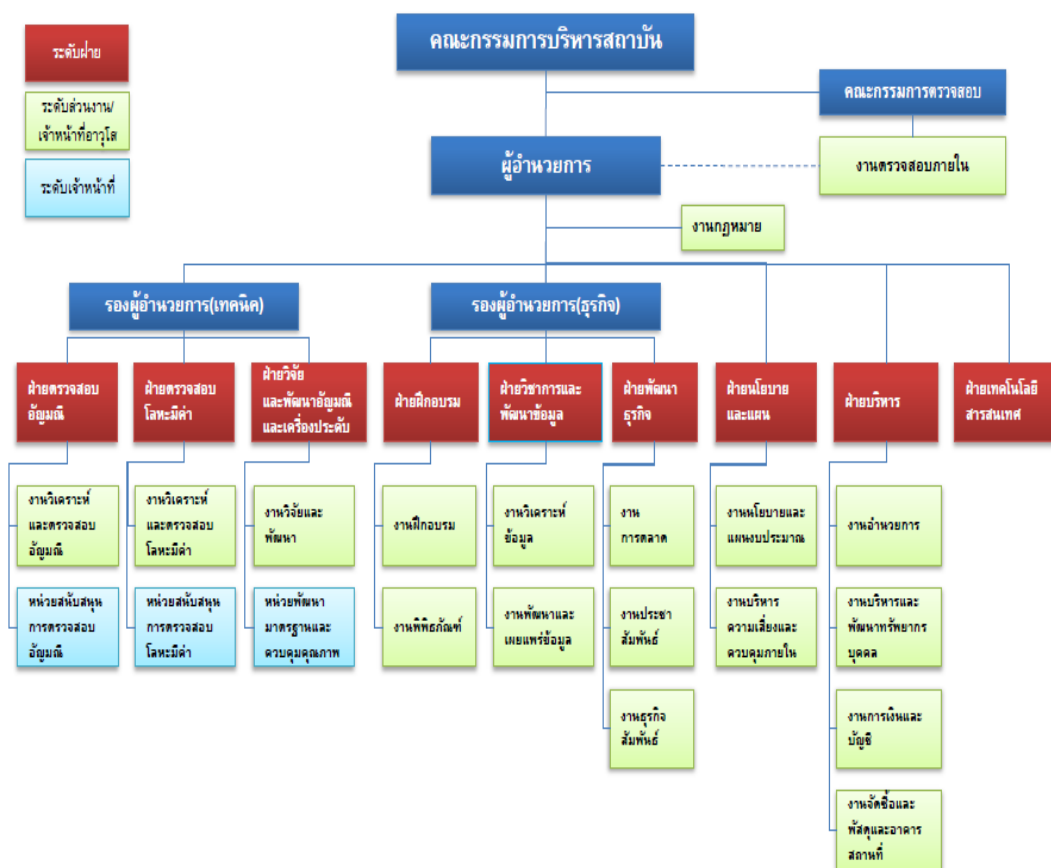 คณะกรรมการบริหารสถาบัน
ระดับฝ่าย
ระดับส่วนงาน/
เจ้าหน้าที่อาวุโส
ระดับเจ้าหน้าที่
คณะกรรมการตรวจสอบ
ผู้อำนวยการ
งานตรวจสอบภายใน
งานกฎหมาย
รองผู้อำนวยการ(เทคนิค)
รองผู้อำนวยการ(ธุรกิจ)
ฝ่ายตรวจสอบ
อัญมณี
ฝ่ายตรวจสอบ
โลหะมีค่า
ฝ่ายวิจัย
และพัฒนาอัญมณี
และเครื่องประดับ
ฝ่ายฝึกอบรม
ฝ่ายวิชาการและ
พัฒนาข้อมูล
ฝ่ายพัฒนา
ธุรกิจ
ฝ่ายนโยบาย
และแผน
ฝ่ายบริหาร
ฝ่ายเทคโนโลยี
สารสนเทศ
งานวิเคราะห์
และตรวจสอบ
อัญมณี
งานวิเคราะห์
และตรวจสอบ
โลหะมีค่า
งานวิจัยและ
พัฒนา
งานฝึกอบรม
งานวิเคราะห์
ข้อมูล
งาน
การตลาด
งานนโยบายและ
แผนงบประมาณ
งานอำนวยการ
หน่วยสนับสนุน
การตรวจสอบ
อัญมณี
หน่วยสนับสนุน
การตรวจสอบ
โลหะมีค่า
หน่วยพัฒนา
มาตรฐานและ
ควบคุมคุณภาพ
งานพิพิธภัณฑ์
งานพัฒนาและ
เผยแพร่ข้อมูล
งานประชา
สัมพันธ์
งานบริหาร
ความเสี่ยงและ
ควบคุมภายใน
งานบริหารและ
พัฒนาทรัพยากร
บุคคล
งานธุรกิจ
สัมพันธ์
งานการเงินและ
บัญชี
งานจัดซื้อและ
พัสดุและอาคาร
สถานที่